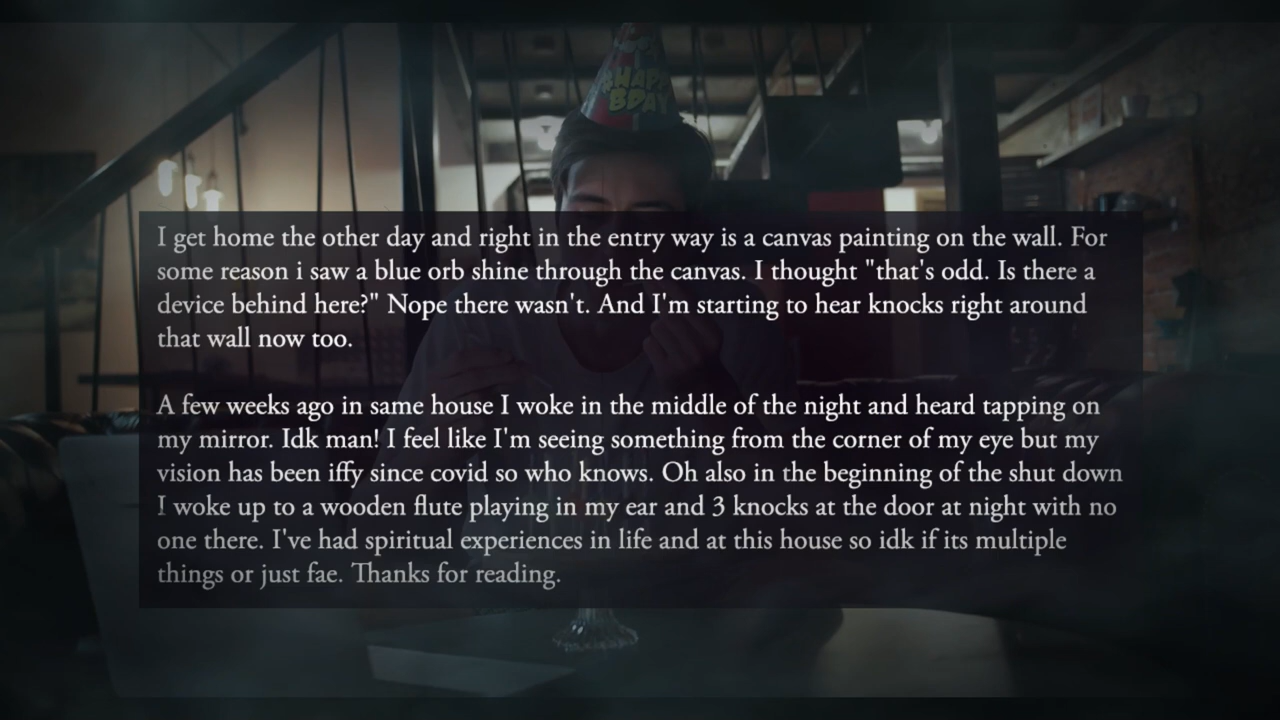 HAPPY
BDAY
I get home the other day and right in the entry way is a canvas painting on the wall. For
some reason i saw a blue orb shine through the canvas. I thought "that's odd. Is there a
device behind here?" Nope there wasn't. And I'm starting to hear knocks right around
that wall now too.
A few weeks ago in same house I woke in the middle of the night and heard tapping on
my mirror. Idk man! I feel like I'm seeing something from the corner of my eye but my
vision has been iffy since covid so who knows. Oh also in the beginning of the shut down
I woke up to a wooden flute playing in my ear and 3 knocks at the door at night with no
one there. I've had spiritual experiences in life and at this house so idk if its multiple
things or just fae. Thanks for reading.